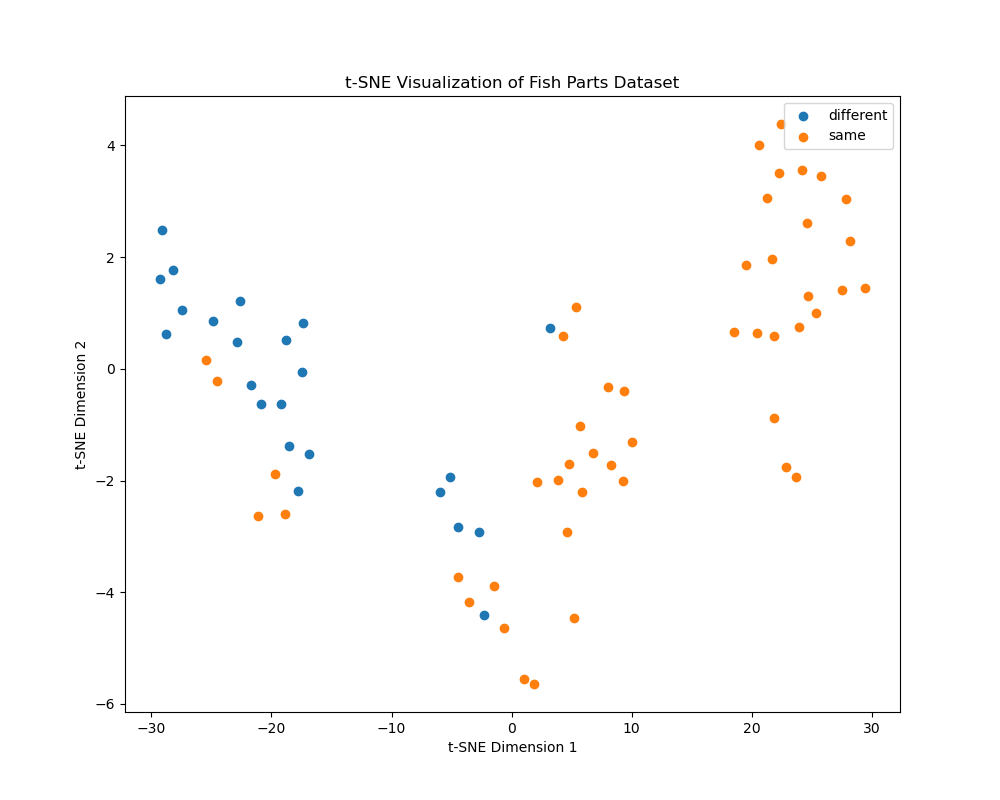 t-SNE Visualization of Fish Parts Dataset
different
same
4
2
0
−2
−4
−6
t-SNE Dimension 2
−30
−20
−10
0
10
20
30
t-SNE Dimension 1